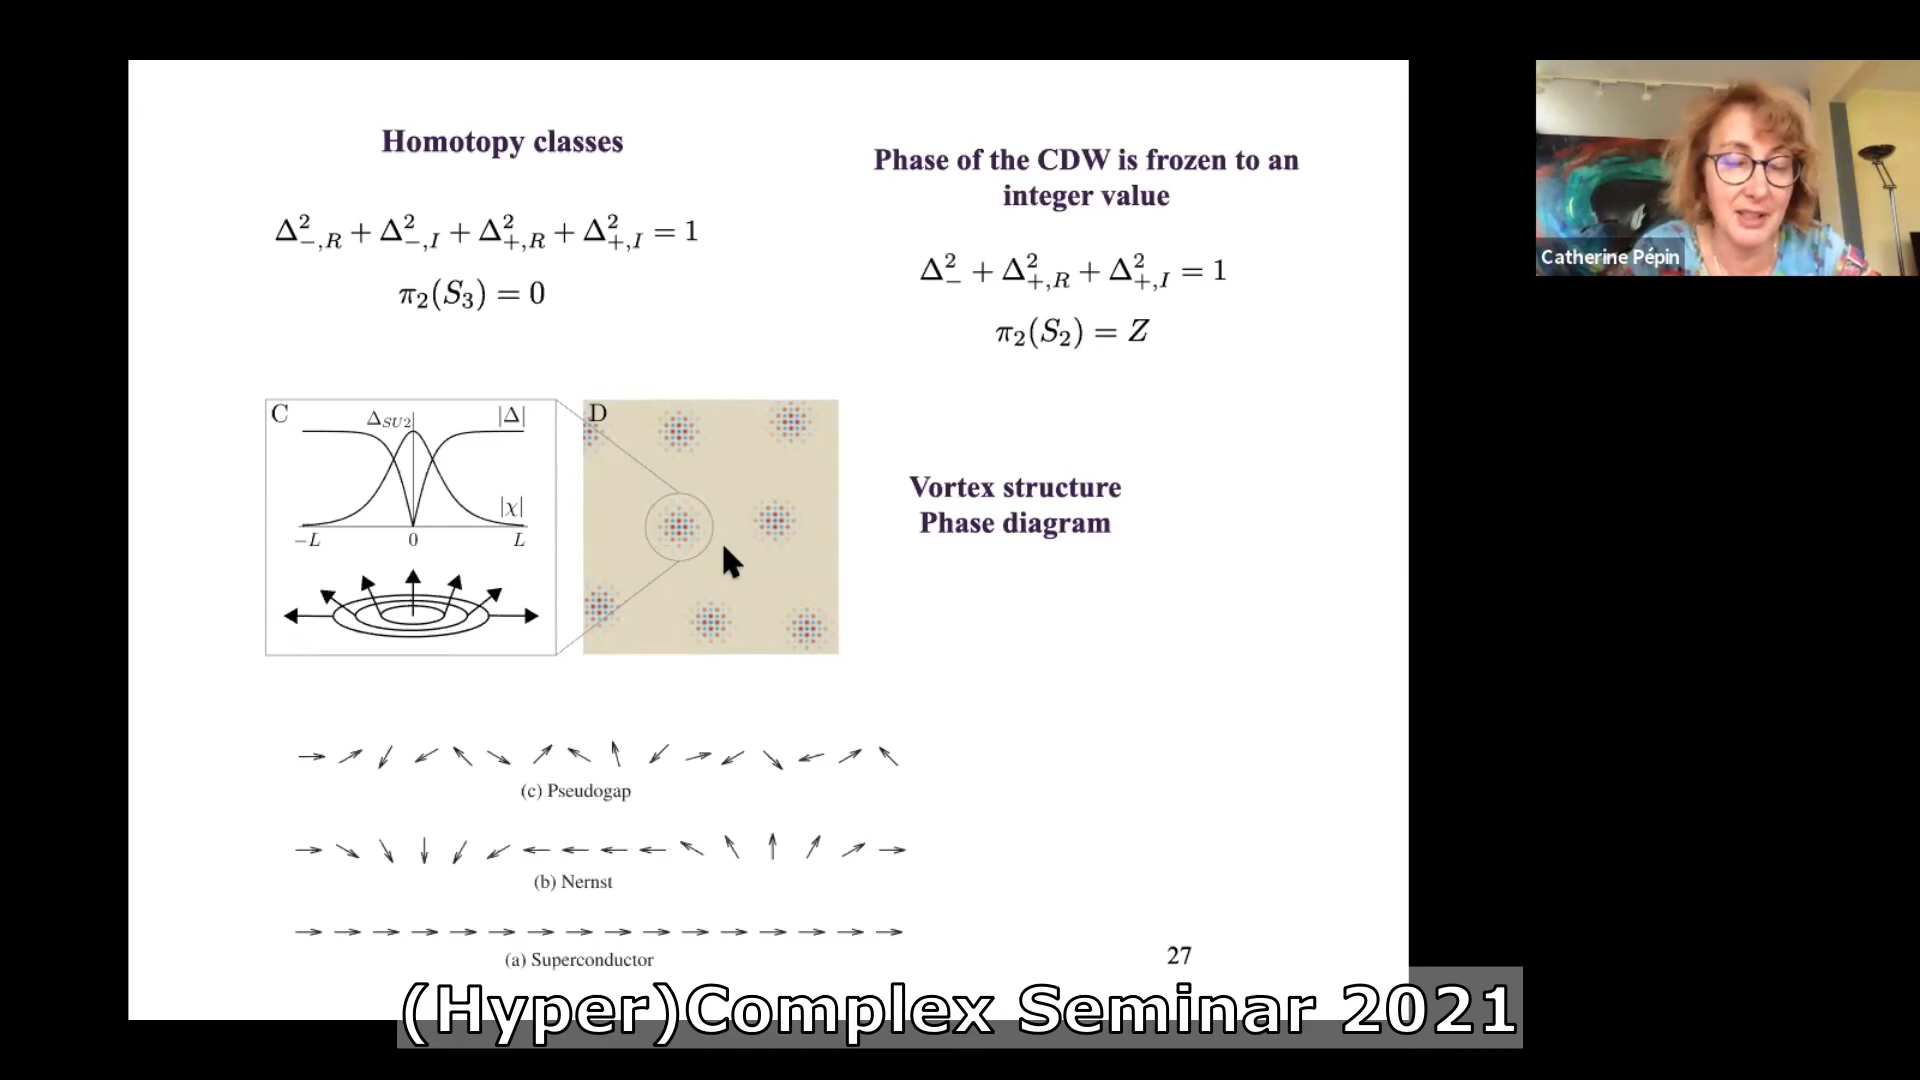 Homotopy classes
Δ²₋,R + Δ²₋,I + Δ²₊,R + Δ²₊,I = 1
π₂(S₃) = 0
Phase of the CDW is frozen to an
integer value
Δ²₋ + Δ²₊,R + Δ²₊,I = 1
π₂(S₂) = Z
C
Δ_SU2
|Δ|
|χ|
−L
0
L
D
Vortex structure
Phase diagram
(c) Pseudogap
(b) Nernst
(a) Superconductor
27
Catherine Pépin
(Hyper)Complex Seminar 2021